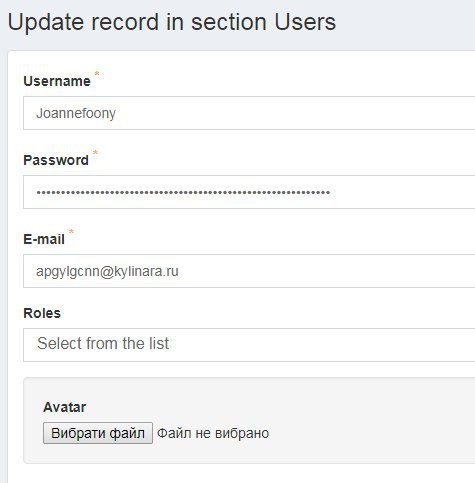 Update record in section Users
Username *
Joannefoony
Password *
••••••••••••••••••••••••••••••••••••••••••••••••••••••••••••
E-mail *
apgylgcnn@kylinara.ru
Roles
Select from the list
Avatar
Вибрати файл Файл не вибрано